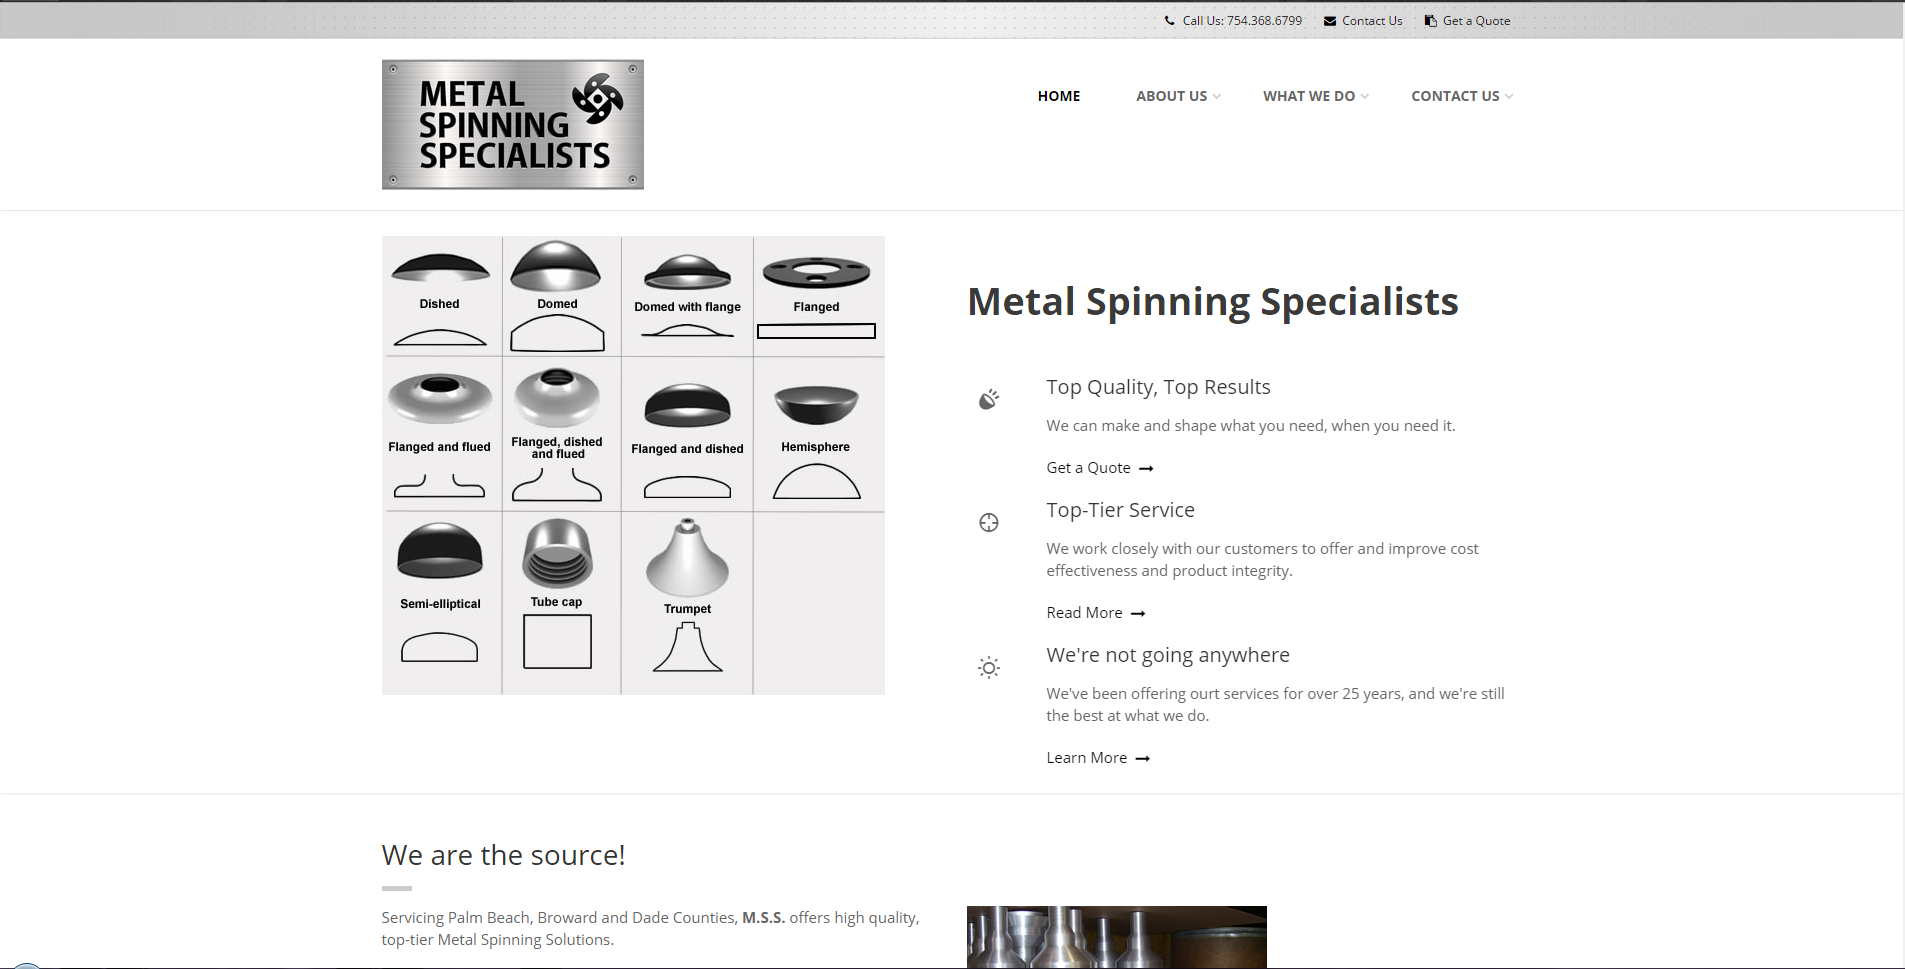 Call Us: 754.368.6799
Contact Us
Get a Quote
METAL
SPINNING
SPECIALISTS
HOME
ABOUT US
WHAT WE DO
CONTACT US
Dished
Domed
Domed with flange
Flanged
Flanged and flued
Flanged, dished
and flued
Flanged and dished
Hemisphere
Semi-elliptical
Tube cap
Trumpet
Metal Spinning Specialists
Top Quality, Top Results
We can make and shape what you need, when you need it.
Get a Quote
Top-Tier Service
We work closely with our customers to offer and improve cost
effectiveness and product integrity.
Read More
We're not going anywhere
We've been offering ourt services for over 25 years, and we're still
the best at what we do.
Learn More
We are the source!
Servicing Palm Beach, Broward and Dade Counties, M.S.S. offers high quality,
top-tier Metal Spinning Solutions.